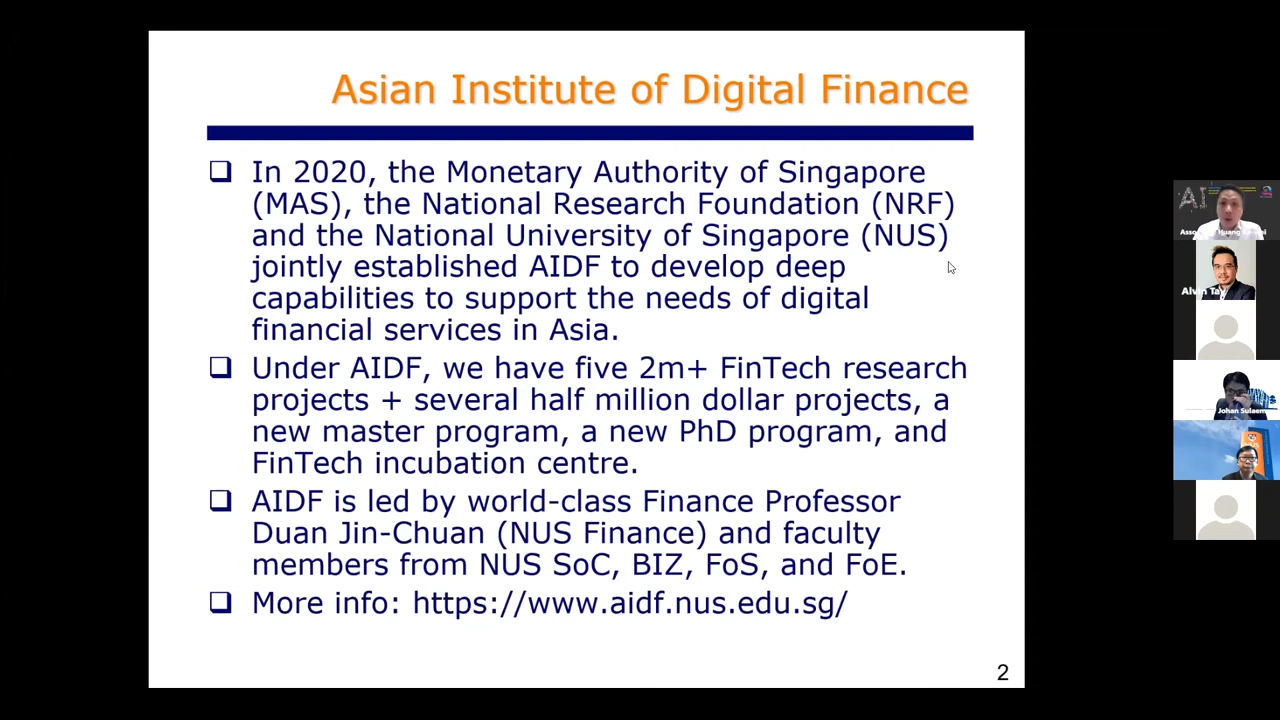 Asian Institute of Digital Finance
In 2020, the Monetary Authority of Singapore
(MAS), the National Research Foundation (NRF)
and the National University of Singapore (NUS)
jointly established AIDF to develop deep
capabilities to support the needs of digital
financial services in Asia.
Under AIDF, we have five 2m+ FinTech research
projects + several half million dollar projects, a
new master program, a new PhD program, and
FinTech incubation centre.
AIDF is led by world-class Finance Professor
Duan Jin-Chuan (NUS Finance) and faculty
members from NUS SoC, BIZ, FoS, and FoE.
More info: https://www.aidf.nus.edu.sg/
2
AI
Huang
Alvin Tay
Johan Sulaem